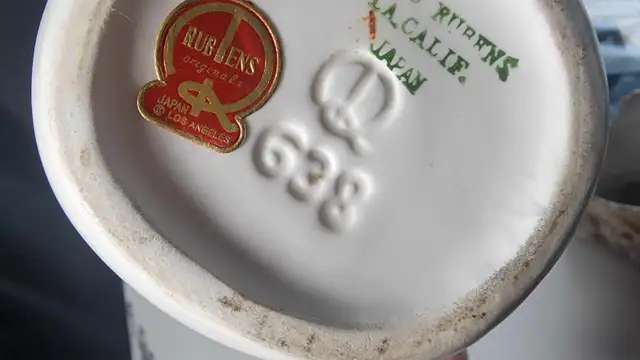 RUBENS
originals
JAPAN
LOS ANGELES
RUBENS
L.A. CALIF.
JAPAN
638